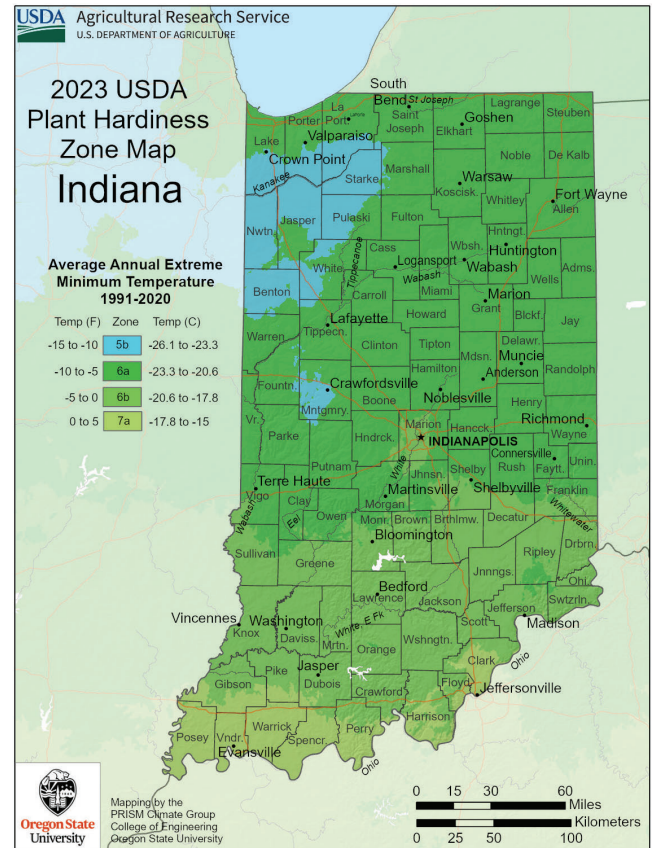 USDA
Agricultural Research Service
U.S. DEPARTMENT OF AGRICULTURE
2023 USDA
Plant Hardiness
Zone Map
Indiana
Average Annual Extreme
Minimum Temperature
1991-2020
Temp (F) Zone Temp (C)
-15 to -10 5b -26.1 to -23.3
-10 to -5 6a -23.3 to -20.6
-5 to 0 6b -20.6 to -17.8
0 to 5 7a -17.8 to -15
South
Bend
St Joseph
La
Port.
Porter
Lake
Valparaiso
Crown Point
Saint
Joseph
Elkhart
Goshen
Lagrange
Steuben
Noble
De Kalb
Kankakee
Starke
Marshall
Koscisk.
Warsaw
Whitley
Fort Wayne
Allen
Nwtn.
Jasper
Pulaski
Fulton
Hntngt.
Huntington
Cass
Wbsh.
Wabash
White
Tippecanoe
Logansport
Wabash
Miami
Wells
Adms.
Benton
Carroll
Marion
Grant
Blckf.
Jay
Lafayette
Tippecn.
Howard
Warren
Clinton
Tipton
Delawr.
Muncie
Mdsn.
Anderson
Randolph
Hamilton
Noblesville
Fountn.
Crawfordsville
Mntgmry.
Boone
Henry
Vr.
Parke
Hndrck.
Marion
INDIANAPOLIS
Hancck.
Richmond
Wayne
Putnam
White
Connersville
Rush
Faytt.
Unin.
Shelby
Shelbyville
Jhnsn.
Terre Haute
Vigo
Clay
Martinsville
Morgan
Franklin
Whitewater
Wabash
Eel
Owen
Monr.
Brown
Brthlmw.
Decatur
Drbrn.
Bloomington
Ripley
Sullivan
Greene
Jnnngs.
Ohi.
Bedford
Lawrence
Jackson
Jefferson
Swtzrln.
Madison
Vincennes
Knox
Washington
Daviss.
Mrtn.
White, E Fk
Orange
Wshngtn.
Scott
Clark
Ohio
Jasper
Dubois
Pike
Gibson
Crawford
Floyd
Jeffersonville
Harrison
Posey
Vndr.
Evansville
Warrick
Spencr.
Perry
Ohio
Oregon State
University
Mapping by the
PRISM Climate Group
College of Engineering
Oregon State University
0 15 30 60
Miles
Kilometers
0 25 50 100